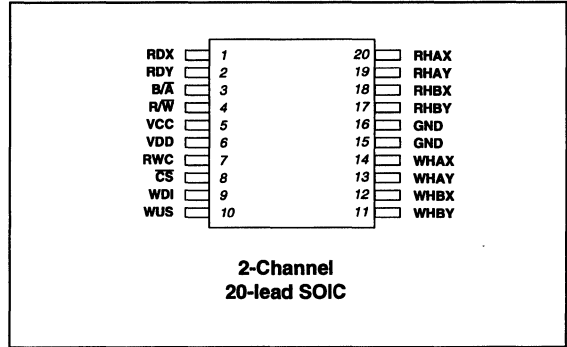 RDX 1 20 RHAX
RDY 2 19 RHAY
B/A̅ 3 18 RHBX
R/W̅ 4 17 RHBY
VCC 5 16 GND
VDD 6 15 GND
RWC 7 14 WHAX
C̅S̅ 8 13 WHAY
WDI 9 12 WHBX
WUS 10 11 WHBY
2-Channel
20-lead SOIC